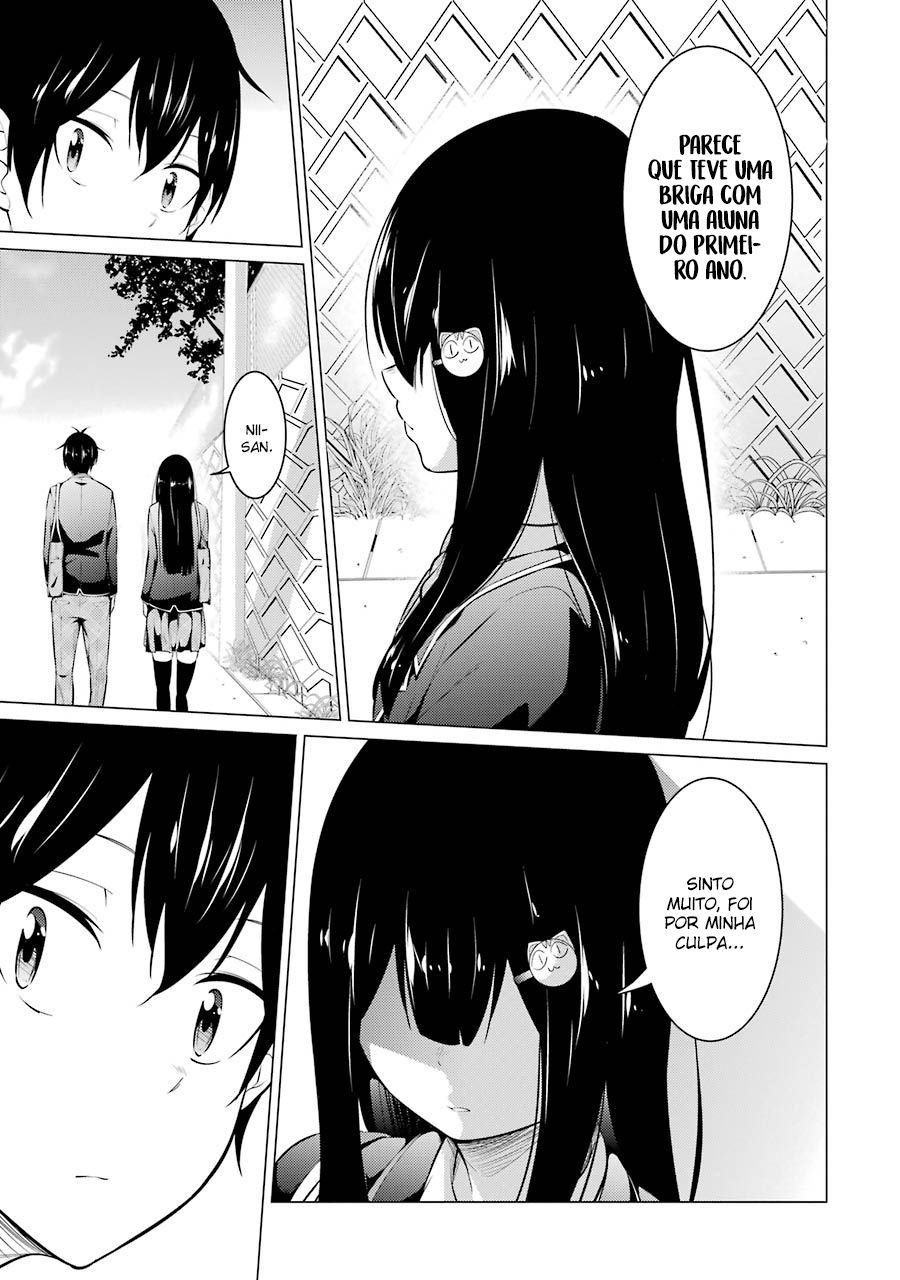 PARECE
QUE TEVE UMA
BRIGA COM
UMA ALUNA
DO PRIMEI-
RO ANO.
NII-
SAN.
SINTO
MUITO, FOI
POR MINHA
CULPA...